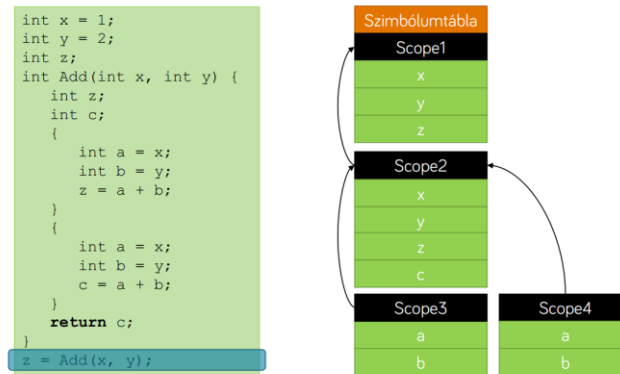 int x = 1;
int y = 2;
int z;
int Add(int x, int y) {
int z;
int c;
{
int a = x;
int b = y;
z = a + b;
}
{
int a = x;
int b = y;
c = a + b;
}
return c;
}
z = Add(x, y);
Szimbólumtábla
Scope1
x
y
z
Scope2
x
y
z
c
Scope3
a
b
Scope4
a
b